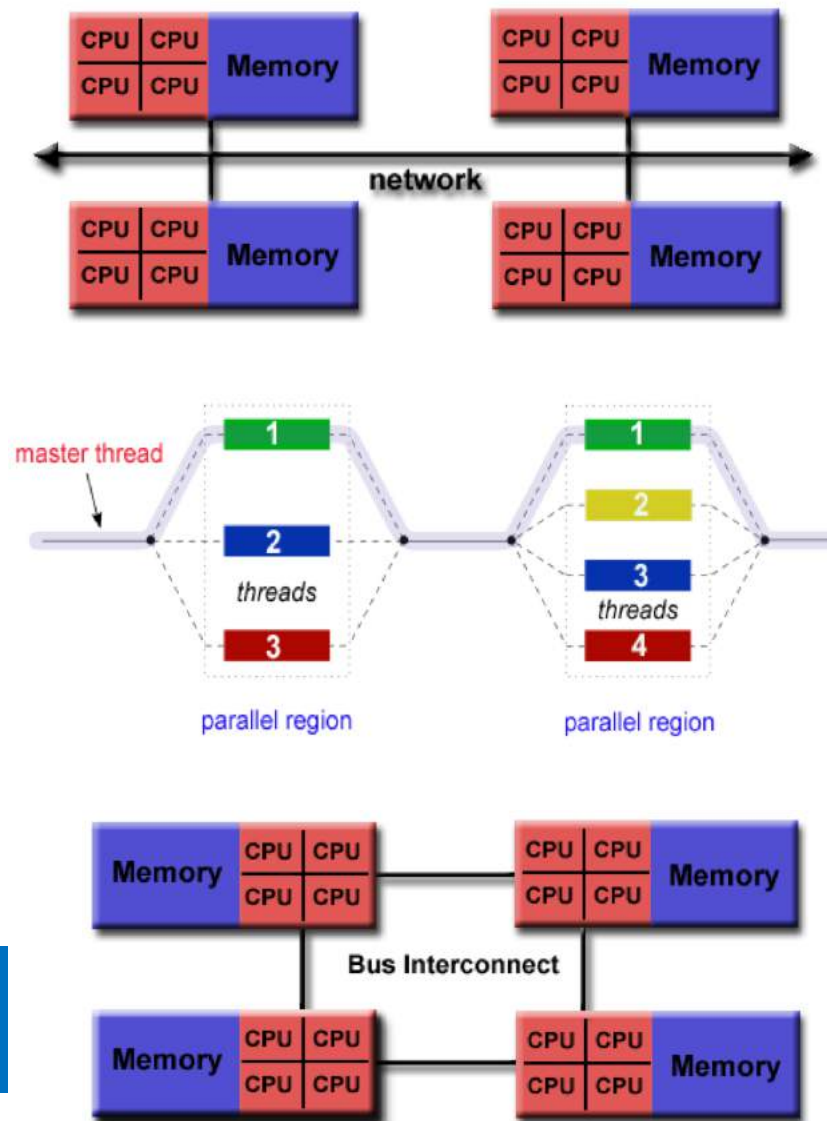 CPU CPU Memory CPU CPU Memory
CPU CPU CPU CPU
network
CPU CPU Memory CPU CPU Memory
CPU CPU CPU CPU
1 1
master thread
2
2
3
threads
threads
3 4
parallel region parallel region
Memory CPU CPU CPU CPU Memory
CPU CPU CPU CPU
Bus Interconnect
Memory CPU CPU CPU CPU Memory
CPU CPU CPU CPU